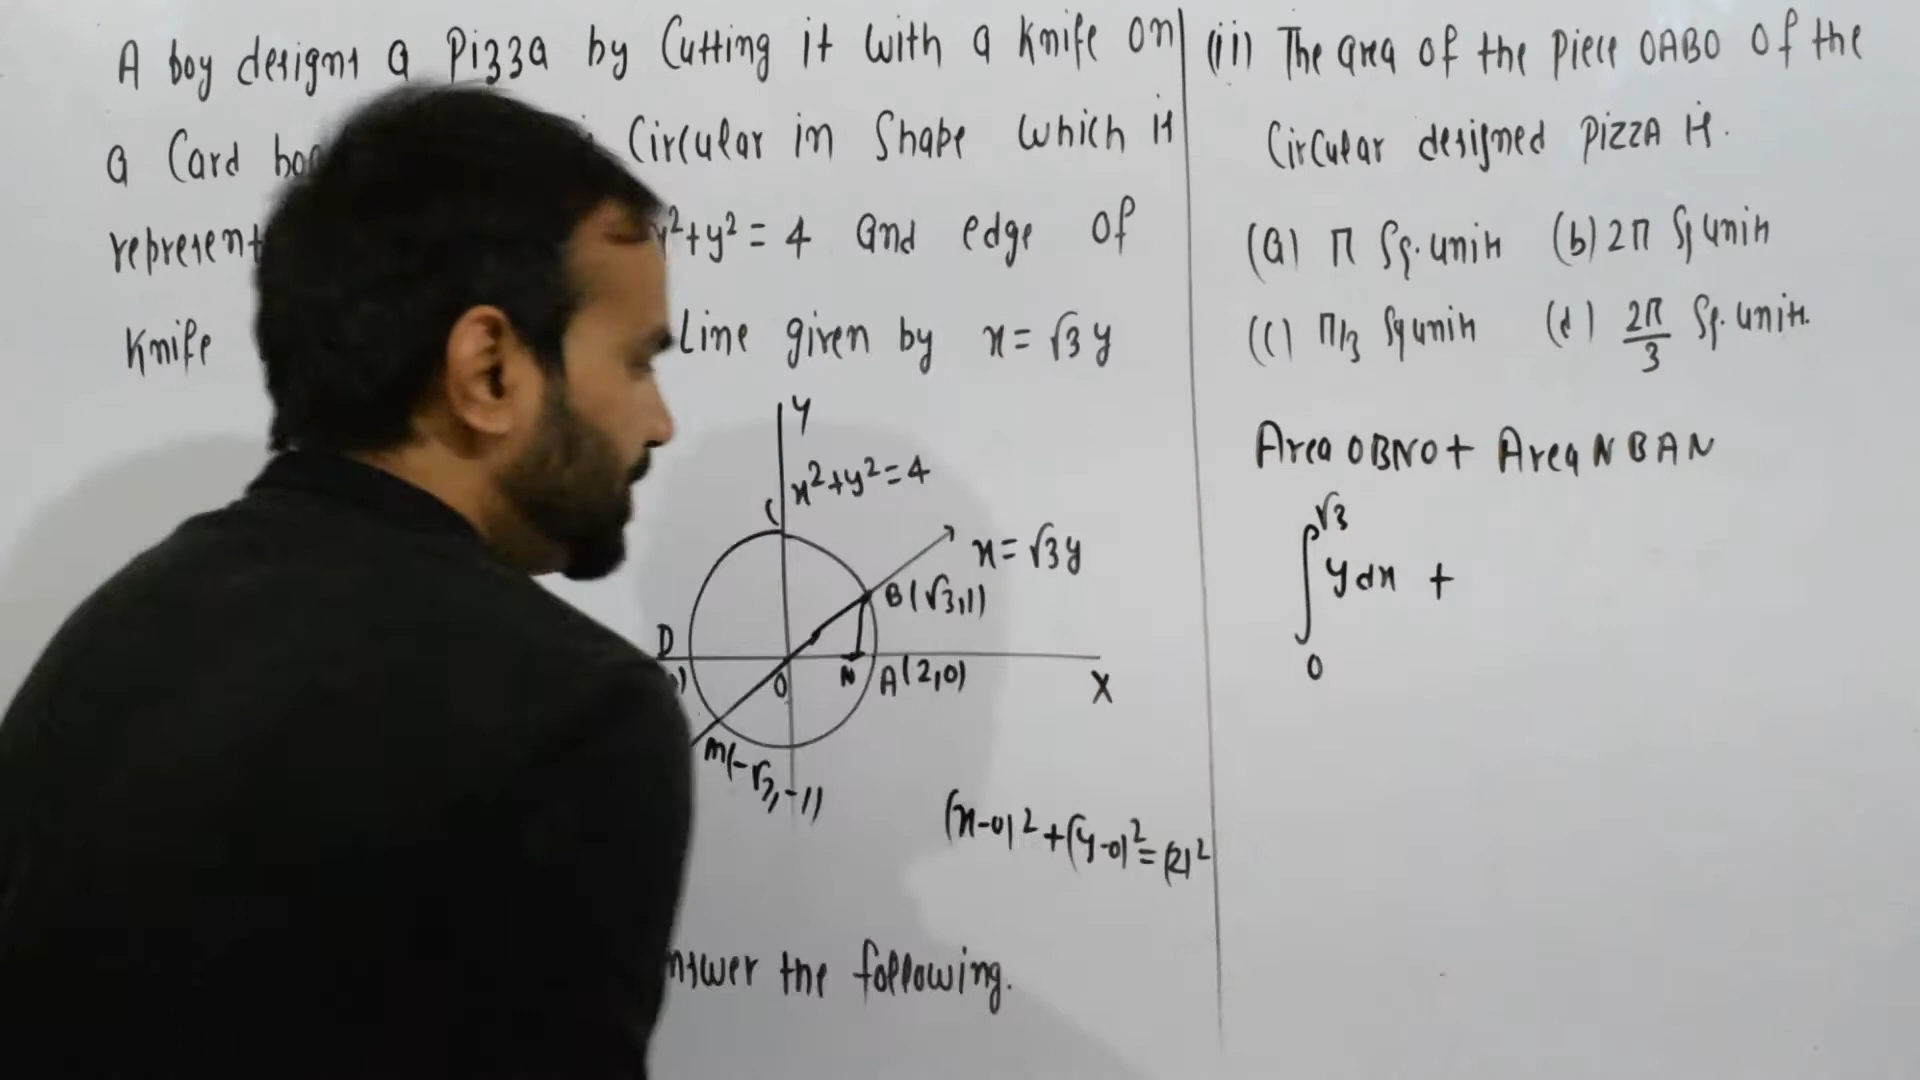 A boy designs a Pizza by Cutting it with a Knife on
a Card Circular in Shape which is
represent x²+y² = 4 and edge of
Knife Line given by x = √3 y
Y
x²+y²=4
C
x = √3y
B(√3,1)
D
O
N
A(2,0)
X
M(-√3,-1)
(x-0)²+(y-0)²=(2)²
nswer the following.
(ii) The area of the Piece OABO of the
Circular designed PIZZA is.
(a) π Sq. units (b) 2π Sq units
(c) π/3 Sq units (d) 2π/3 Sq. units.
Area OBNO + Area NBAN
∫₀^√3 y dx +